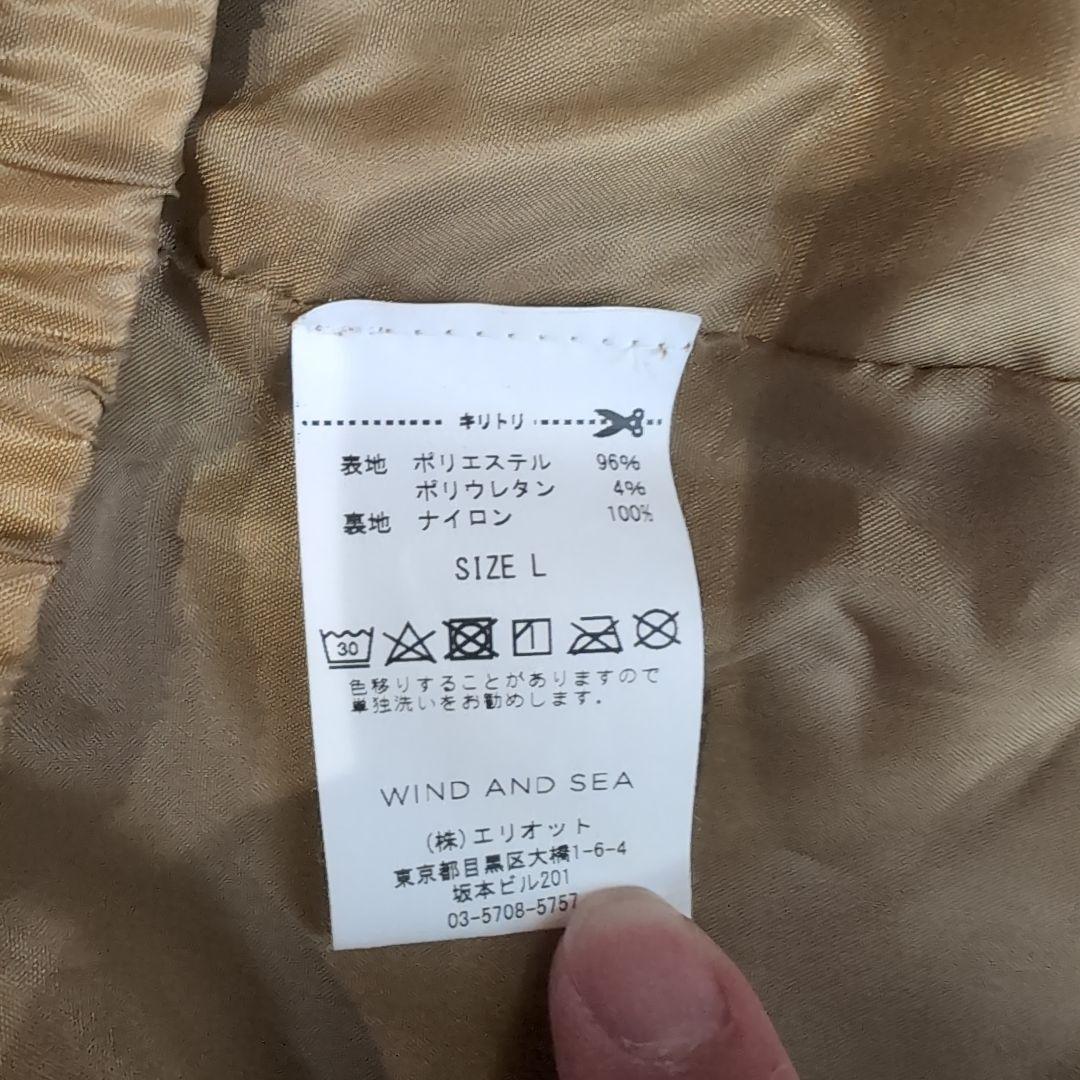 キリトリ
表地 ポリエステル 96%
ポリウレタン 4%
裏地 ナイロン 100%
SIZE L
30
色移りすることがありますので
単独洗いをお勧めします.
WIND AND SEA
(株)エリオット
東京都目黒区大橋1-6-4
坂本ビル201
03-5708-5757